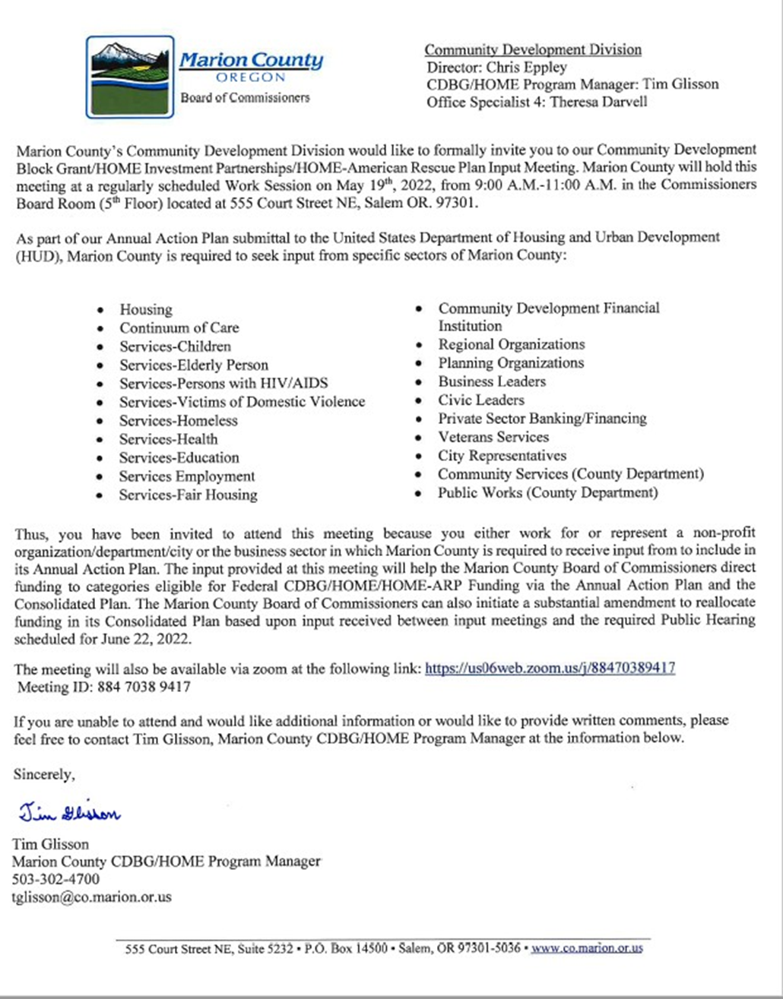 Marion County
OREGON
Board of Commissioners
Community Development Division
Director: Chris Eppley
CDBG/HOME Program Manager: Tim Glisson
Office Specialist 4: Theresa Darvell
Marion County's Community Development Division would like to formally invite you to our Community Development
Block Grant/HOME Investment Partnerships/HOME-American Rescue Plan Input Meeting. Marion County will hold this
meeting at a regularly scheduled Work Session on May 19th, 2022, from 9:00 A.M.-11:00 A.M. in the Commissioners
Board Room (5th Floor) located at 555 Court Street NE, Salem OR. 97301.
As part of our Annual Action Plan submittal to the United States Department of Housing and Urban Development
(HUD), Marion County is required to seek input from specific sectors of Marion County:
• Housing
• Continuum of Care
• Services-Children
• Services-Elderly Person
• Services-Persons with HIV/AIDS
• Services-Victims of Domestic Violence
• Services-Homeless
• Services-Health
• Services-Education
• Services Employment
• Services-Fair Housing
• Community Development Financial
Institution
• Regional Organizations
• Planning Organizations
• Business Leaders
• Civic Leaders
• Private Sector Banking/Financing
• Veterans Services
• City Representatives
• Community Services (County Department)
• Public Works (County Department)
Thus, you have been invited to attend this meeting because you either work for or represent a non-profit
organization/department/city or the business sector in which Marion County is required to receive input from to include in
its Annual Action Plan. The input provided at this meeting will help the Marion County Board of Commissioners direct
funding to categories eligible for Federal CDBG/HOME/HOME-ARP Funding via the Annual Action Plan and the
Consolidated Plan. The Marion County Board of Commissioners can also initiate a substantial amendment to reallocate
funding in its Consolidated Plan based upon input received between input meetings and the required Public Hearing
scheduled for June 22, 2022.
The meeting will also be available via zoom at the following link: https://us06web.zoom.us/j/88470389417
Meeting ID: 884 7038 9417
If you are unable to attend and would like additional information or would like to provide written comments, please
feel free to contact Tim Glisson, Marion County CDBG/HOME Program Manager at the information below.
Sincerely,
Tim Glisson
Tim Glisson
Marion County CDBG/HOME Program Manager
503-302-4700
tglisson@co.marion.or.us
555 Court Street NE, Suite 5232 • P.O. Box 14500 • Salem, OR 97301-5036 • www.co.marion.or.us